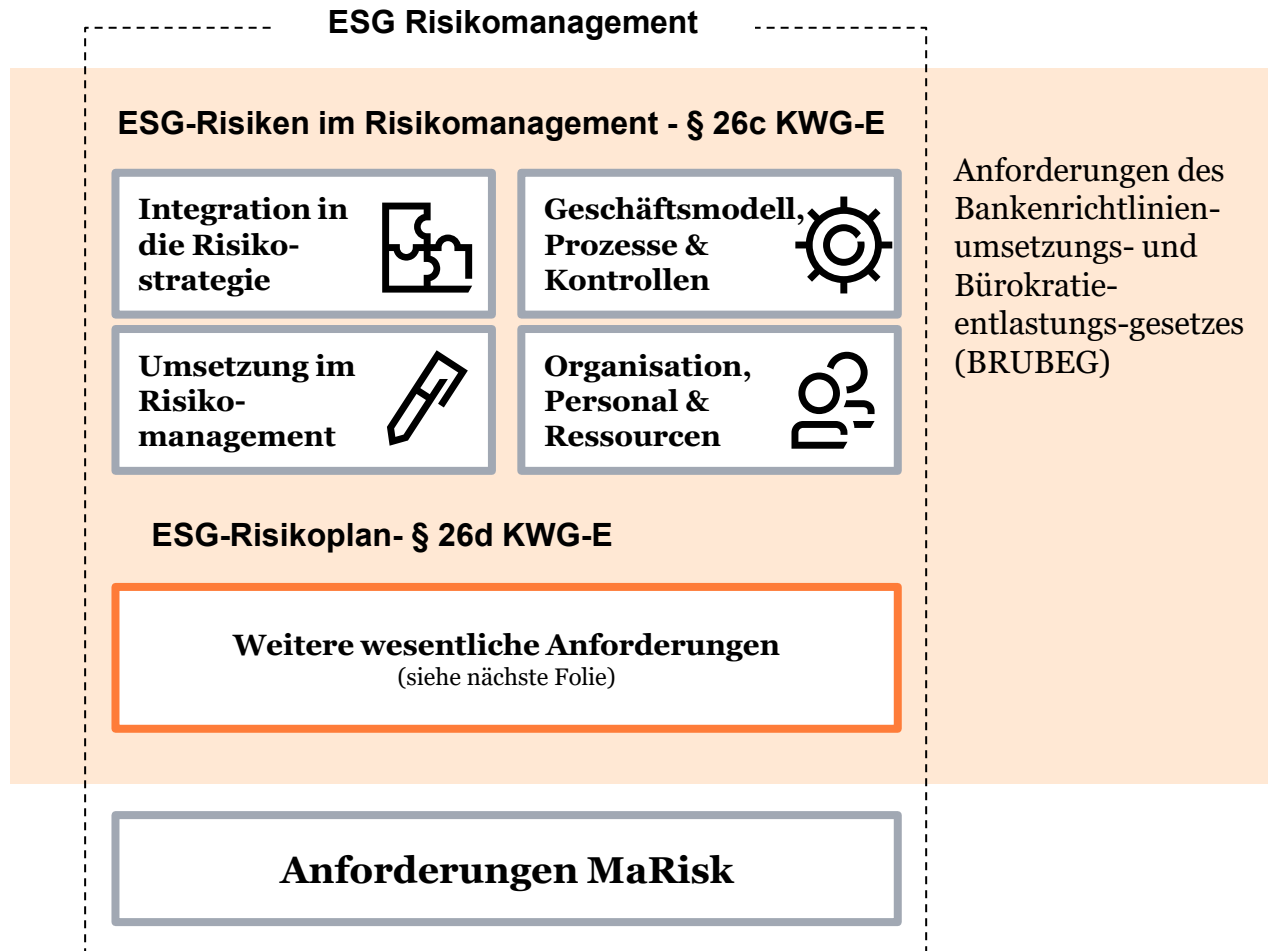 ESG Risikomanagement
ESG-Risiken im Risikomanagement - § 26c KWG-E
Integration in
die Risiko-
strategie
Geschäftsmodell,
Prozesse &
Kontrollen
Umsetzung im
Risiko-
management
Organisation,
Personal &
Ressourcen
Anforderungen des
Bankenrichtlinien-
umsetzungs- und
Bürokratie-
entlastungs-gesetzes
(BRUBEG)
ESG-Risikoplan- § 26d KWG-E
Weitere wesentliche Anforderungen
(siehe nächste Folie)
Anforderungen MaRisk